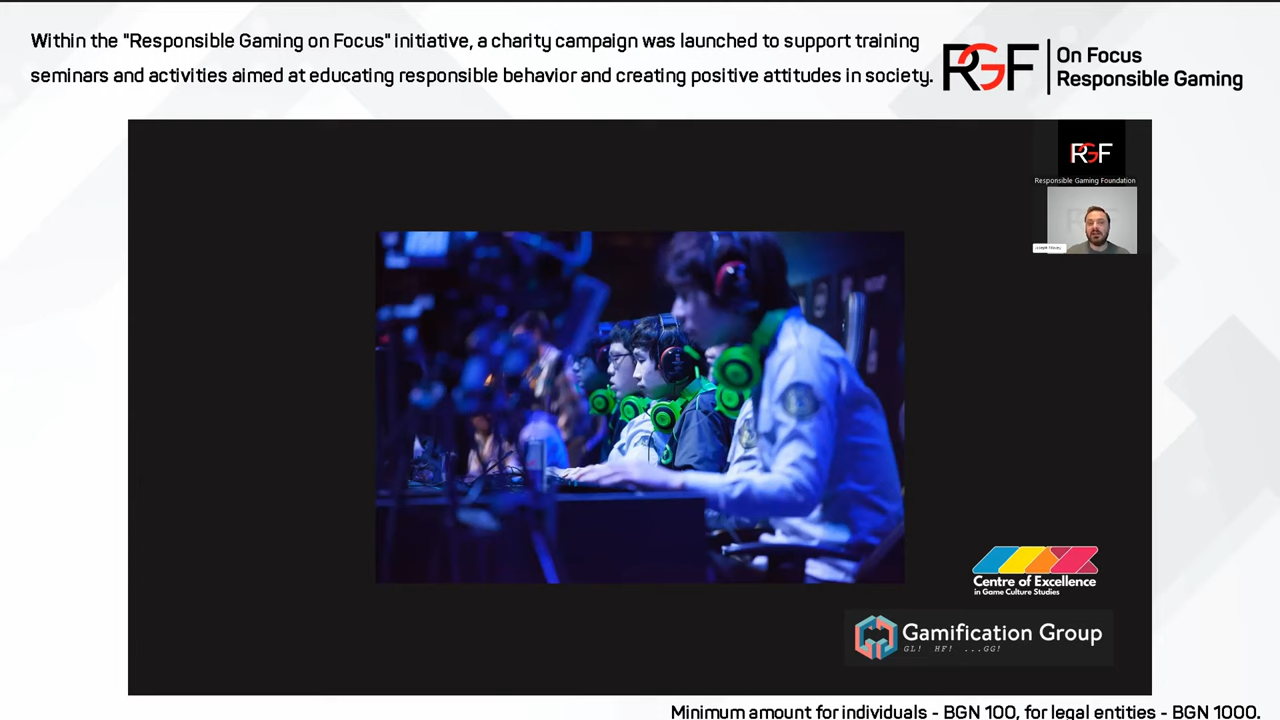 Within the "Responsible Gaming on Focus" initiative, a charity campaign was launched to support training
seminars and activities aimed at educating responsible behavior and creating positive attitudes in society.
RGF
On Focus
Responsible Gaming
RGF
Responsible Gaming Foundation
Centre of Excellence
in Game Culture Studies
Gamification Group
GL! HF! ...GG!
Minimum amount for individuals - BGN 100, for legal entities - BGN 1000.